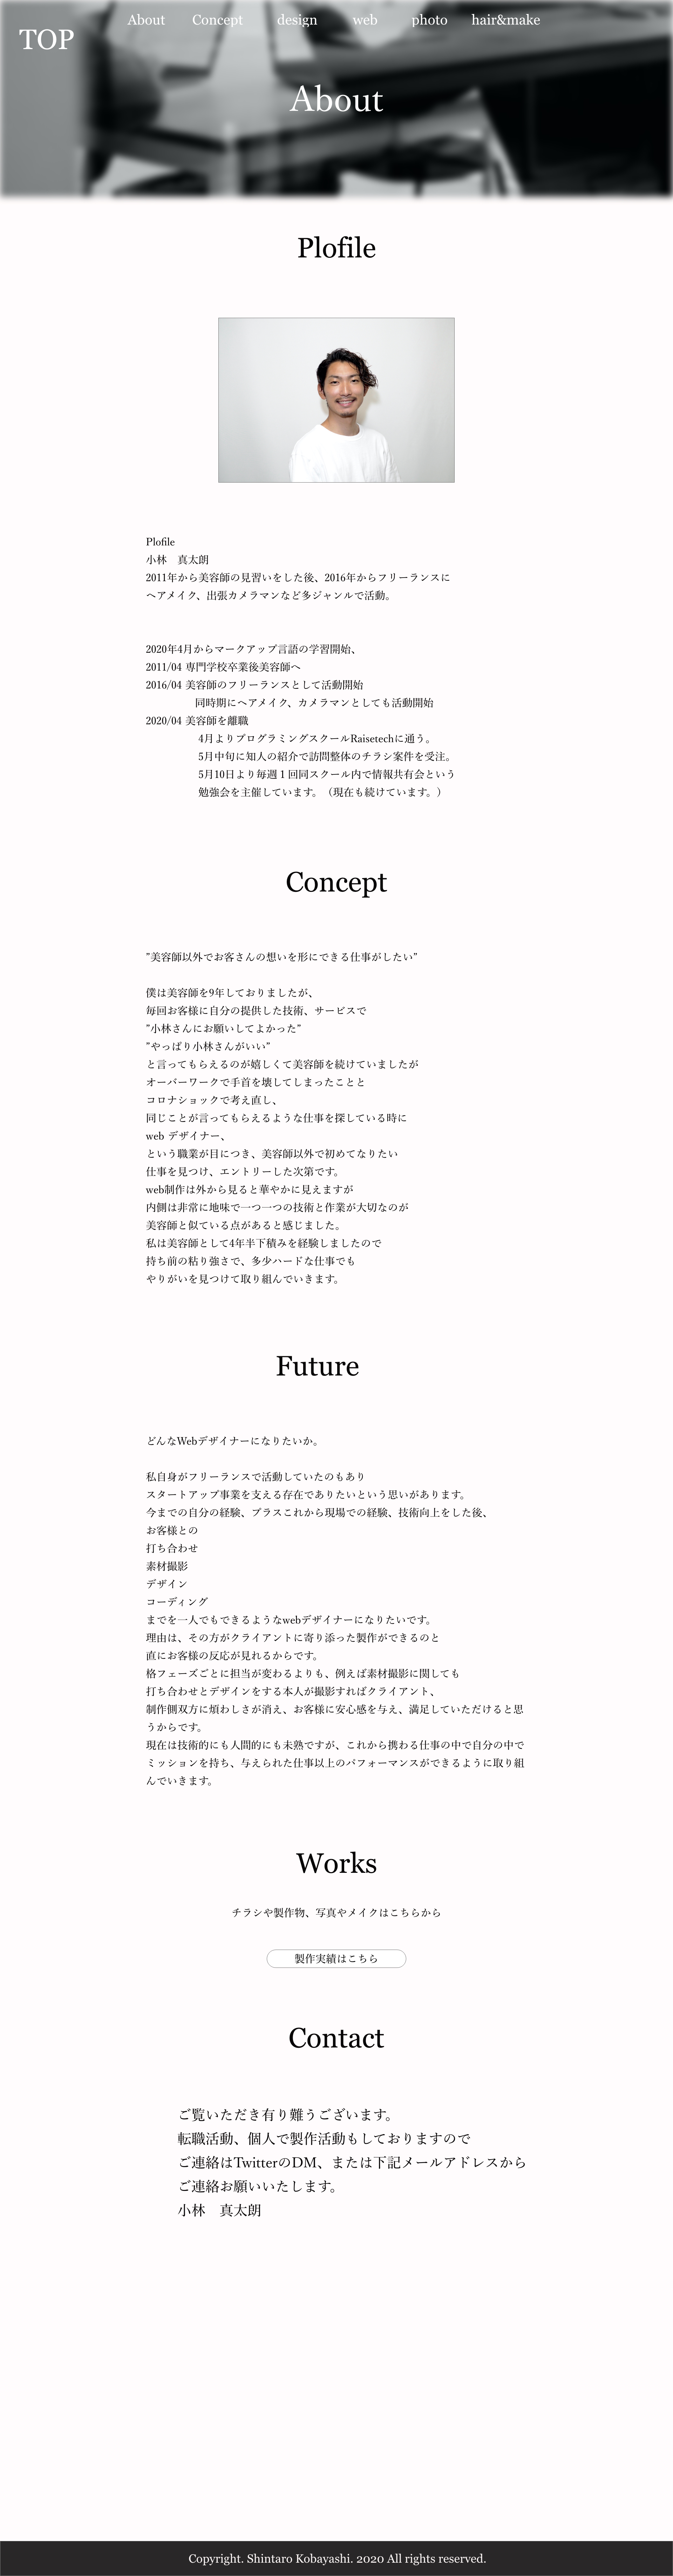 About Concept design web photo hair&make
TOP
About
Plofile
Plofile
小林　真太朗
2011年から美容師の見習いをした後、2016年からフリーランスに
ヘアメイク、出張カメラマンなど多ジャンルで活動。
2020年4月からマークアップ言語の学習開始、
2011/04 専門学校卒業後美容師へ
2016/04 美容師のフリーランスとして活動開始
同時期にヘアメイク、カメラマンとしても活動開始
2020/04 美容師を離職
4月よりプログラミングスクールRaisetechに通う。
5月中旬に知人の紹介で訪問整体のチラシ案件を受注。
5月10日より毎週１回同スクール内で情報共有会という
勉強会を主催しています。（現在も続けています。）
Concept
”美容師以外でお客さんの想いを形にできる仕事がしたい”
僕は美容師を9年しておりましたが、
毎回お客様に自分の提供した技術、サービスで
”小林さんにお願いしてよかった”
”やっぱり小林さんがいい”
と言ってもらえるのが嬉しくて美容師を続けていましたが
オーバーワークで手首を壊してしまったことと
コロナショックで考え直し、
同じことが言ってもらえるような仕事を探している時に
web デザイナー、
という職業が目につき、美容師以外で初めてなりたい
仕事を見つけ、エントリーした次第です。
web制作は外から見ると華やかに見えますが
内側は非常に地味で一つ一つの技術と作業が大切なのが
美容師と似ている点があると感じました。
私は美容師として4年半下積みを経験しましたので
持ち前の粘り強さで、多少ハードな仕事でも
やりがいを見つけて取り組んでいきます。
Future
どんなWebデザイナーになりたいか。
私自身がフリーランスで活動していたのもあり
スタートアップ事業を支える存在でありたいという思いがあります。
今までの自分の経験、プラスこれから現場での経験、技術向上をした後、
お客様との
打ち合わせ
素材撮影
デザイン
コーディング
までを一人でもできるようなwebデザイナーになりたいです。
理由は、その方がクライアントに寄り添った製作ができるのと
直にお客様の反応が見れるからです。
格フェーズごとに担当が変わるよりも、例えば素材撮影に関しても
打ち合わせとデザインをする本人が撮影すればクライアント、
制作側双方に煩わしさが消え、お客様に安心感を与え、満足していただけると思
うからです。
現在は技術的にも人間的にも未熟ですが、これから携わる仕事の中で自分の中で
ミッションを持ち、与えられた仕事以上のパフォーマンスができるように取り組
んでいきます。
Works
チラシや製作物、写真やメイクはこちらから
製作実績はこちら
Contact
ご覧いただき有り難うございます。
転職活動、個人で製作活動もしておりますので
ご連絡はTwitterのDM、または下記メールアドレスから
ご連絡お願いいたします。
小林　真太朗
Copyright. Shintaro Kobayashi. 2020 All rights reserved.